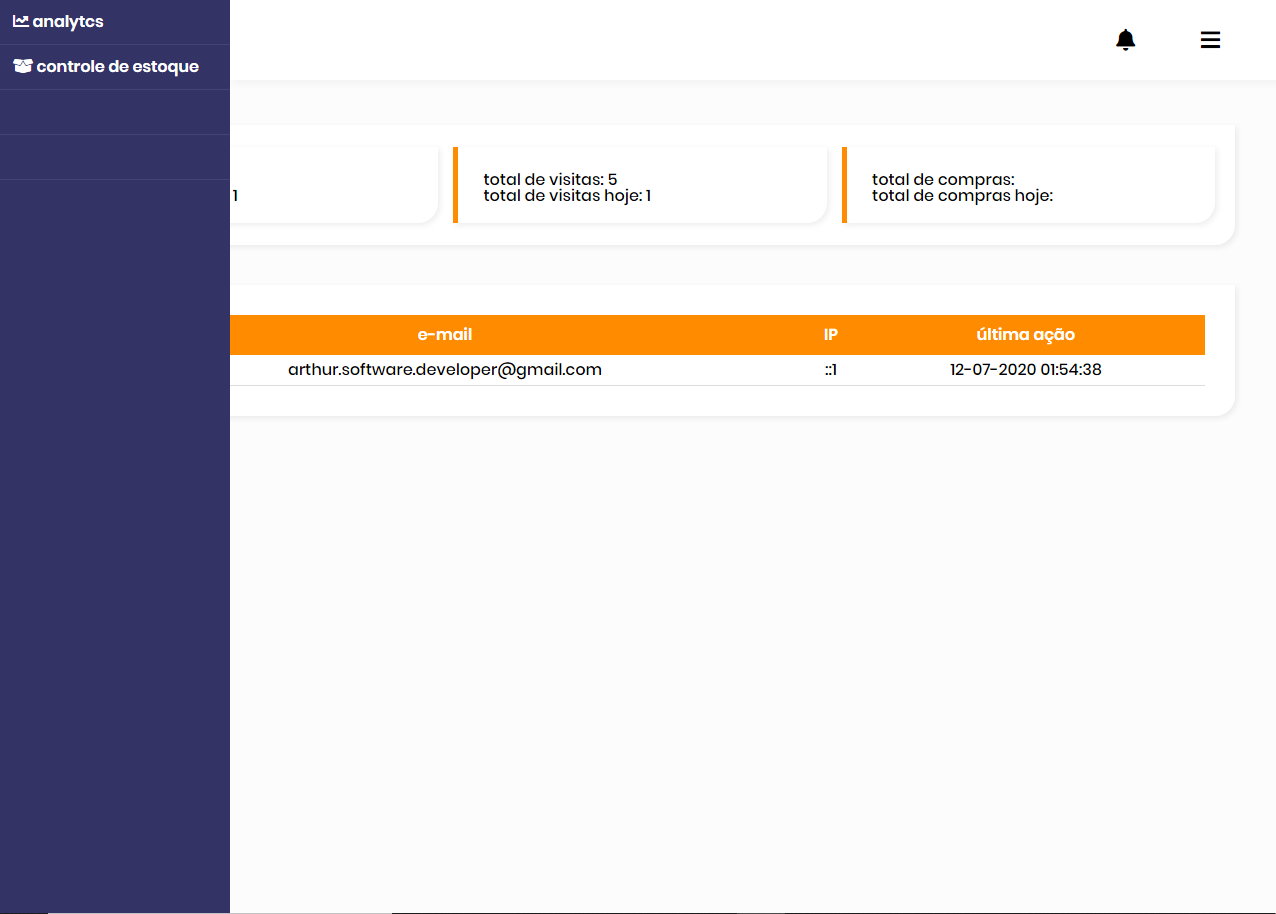 analytcs
controle de estoque
1
total de visitas: 5
total de visitas hoje: 1
total de compras:
total de compras hoje:
e-mail IP última ação
arthur.software.developer@gmail.com ::1 12-07-2020 01:54:38